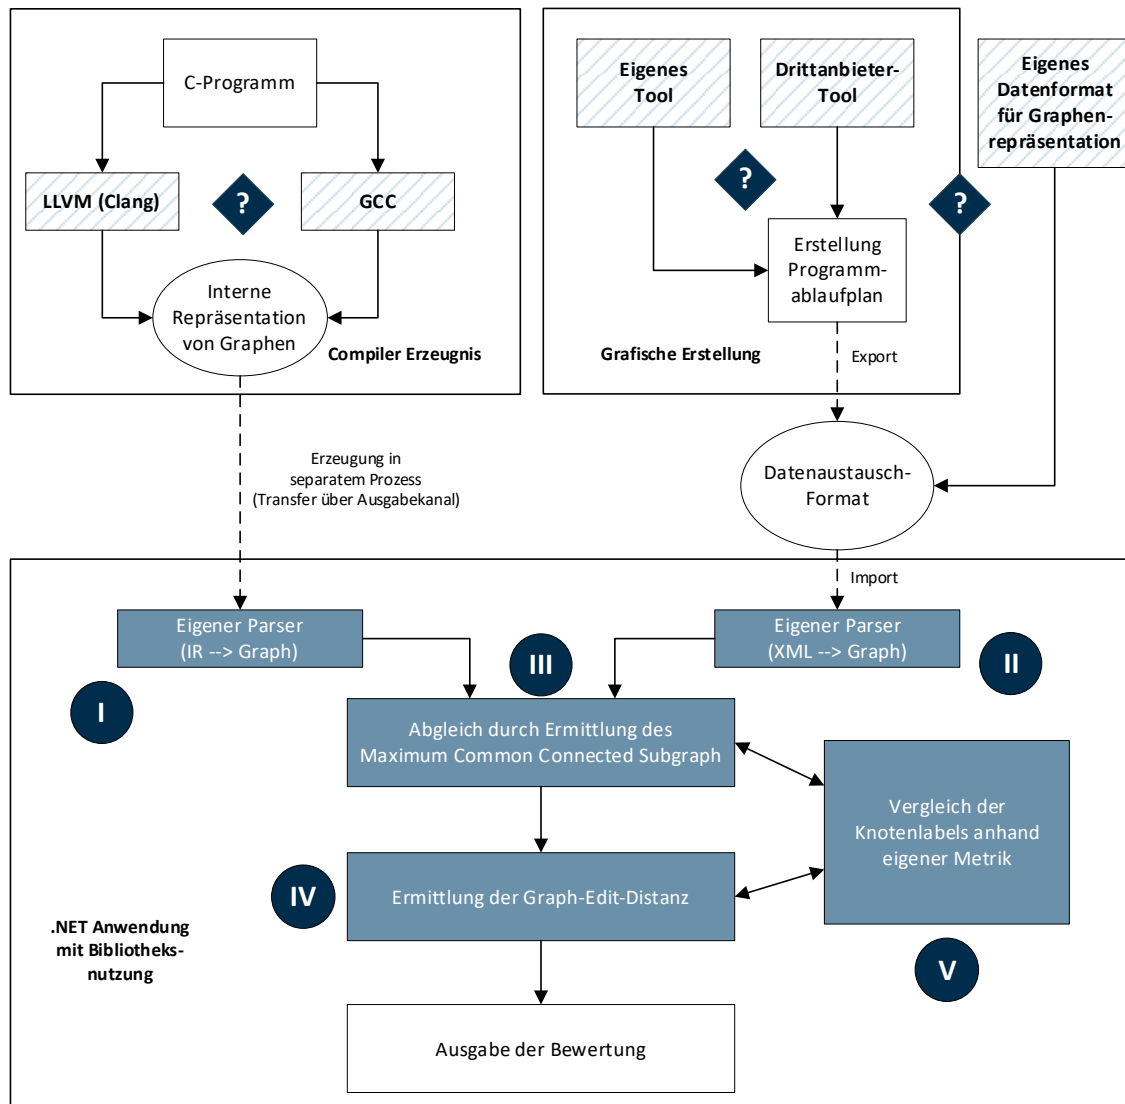 C-Programm
LLVM (Clang)
?
GCC
Interne
Repräsentation
von Graphen
Compiler Erzeugnis
Eigenes
Tool
Drittanbieter-
Tool
?
Erstellung
Programm-
ablaufplan
Grafische Erstellung
Export
?
Eigenes
Datenformat
für Graphen-
repräsentation
Erzeugung in
separatem Prozess
(Transfer über Ausgabekanal)
Datenaustausch-
Format
Import
Eigener Parser
(IR --> Graph)
I
III
Eigener Parser
(XML --> Graph)
II
Abgleich durch Ermittlung des
Maximum Common Connected Subgraph
Vergleich der
Knotenlabels anhand
eigener Metrik
IV
Ermittlung der Graph-Edit-Distanz
V
.NET Anwendung
mit Bibliotheks-
nutzung
Ausgabe der Bewertung